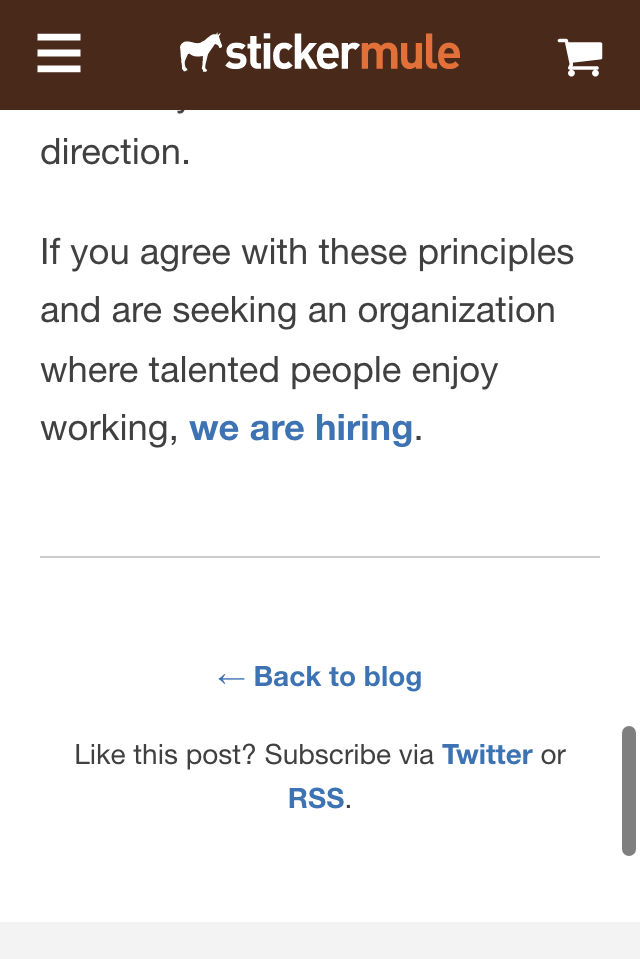 stickermule
direction.
If you agree with these principles
and are seeking an organization
where talented people enjoy
working, we are hiring.
← Back to blog
Like this post? Subscribe via Twitter or
RSS.